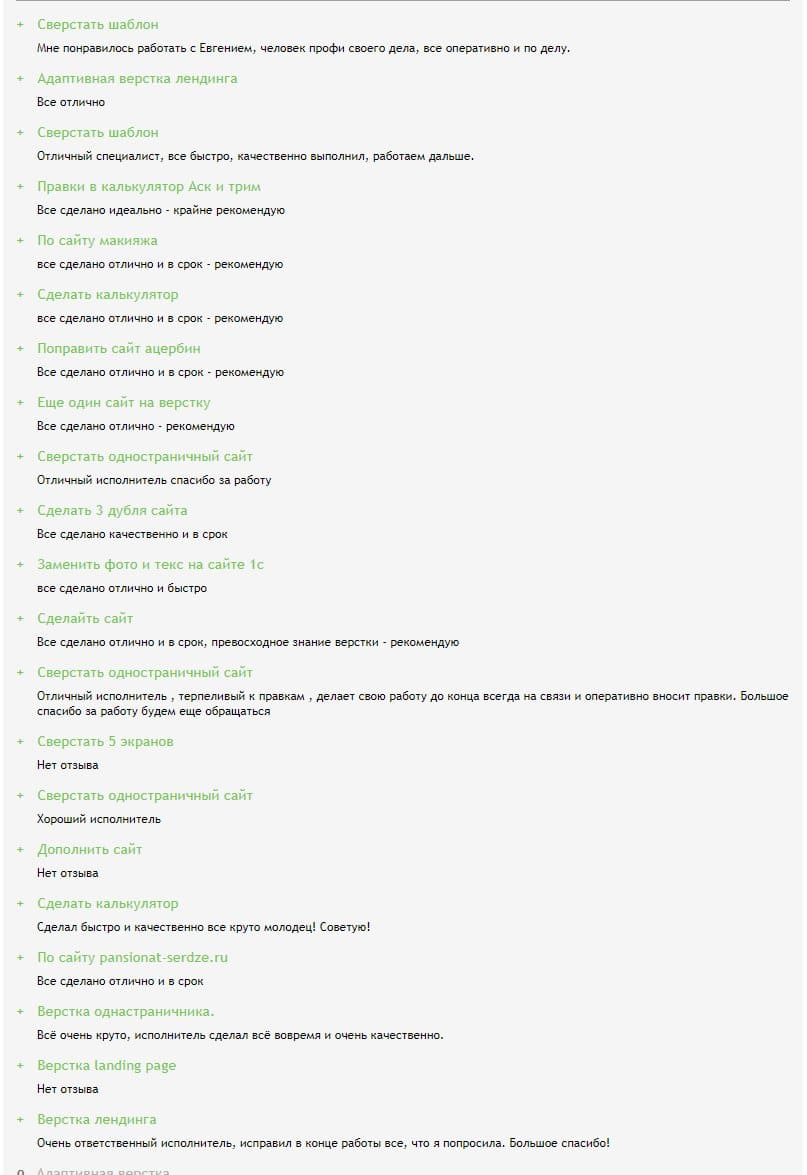 + Сверстать шаблон
Мне понравилось работать с Евгением, человек профи своего дела, все оперативно и по делу.
+ Адаптивная верстка лендинга
Все отлично
+ Сверстать шаблон
Отличный специалист, все быстро, качественно выполнил, работаем дальше.
+ Правки в калькулятор Аск и трим
Все сделано идеально - крайне рекомендую
+ По сайту макияжа
все сделано отлично и в срок - рекомендую
+ Сделать калькулятор
все сделано отлично и в срок - рекомендую
+ Поправить сайт ацербин
Все сделано отлично и в срок - рекомендую
+ Еще один сайт на верстку
Все сделано отлично - рекомендую
+ Сверстать одностраничный сайт
Отличный исполнитель спасибо за работу
+ Сделать 3 дубля сайта
Все сделано качественно и в срок
+ Заменить фото и текс на сайте 1с
все сделано отлично и быстро
+ Сделайть сайт
Все сделано отлично и в срок, превосходное знание верстки - рекомендую
+ Сверстать одностраничный сайт
Отличный исполнитель , терпеливый к правкам , делает свою работу до конца всегда на связи и оперативно вносит правки. Большое
спасибо за работу будем еще обращаться
+ Сверстать 5 экранов
Нет отзыва
+ Сверстать одностраничный сайт
Хороший исполнитель
+ Дополнить сайт
Нет отзыва
+ Сделать калькулятор
Сделал быстро и качественно все круто молодец! Советую!
+ По сайту pansionat-serdze.ru
Все сделано отлично и в срок
+ Верстка однастраничника.
Всё очень круто, исполнитель сделал всё вовремя и очень качественно.
+ Верстка landing page
Нет отзыва
+ Верстка лендинга
Очень ответственный исполнитель, исправил в конце работы все, что я попросила. Большое спасибо!
0 Адаптивная верстка